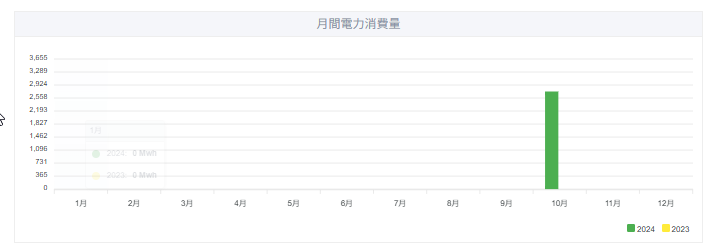 月間電力消費量
3,655
3,289
2,924
2,558
2,193
1,827
1,462
1,096
731
365
0
1月
2024 0 Mwh
2023 0 Mwh
1月 2月 3月 4月 5月 6月 7月 8月 9月 10月 11月 12月
2024 2023